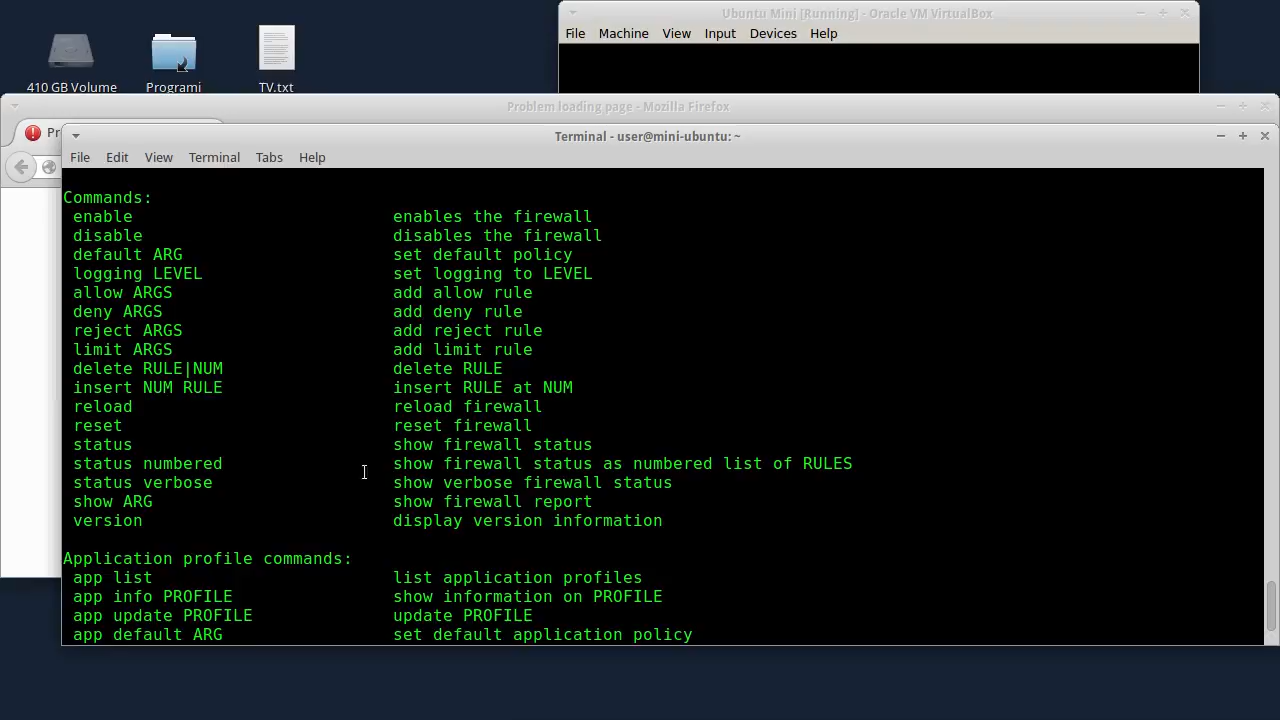 Ubuntu Mini [Running] - Oracle VM VirtualBox
File Machine View Input Devices Help
410 GB Volume
Programi
TV.txt
Problem loading page - Mozilla Firefox
Pr
Terminal - user@mini-ubuntu: ~
File Edit View Terminal Tabs Help
Commands:
enable enables the firewall
disable disables the firewall
default ARG set default policy
logging LEVEL set logging to LEVEL
allow ARGS add allow rule
deny ARGS add deny rule
reject ARGS add reject rule
limit ARGS add limit rule
delete RULE|NUM delete RULE
insert NUM RULE insert RULE at NUM
reload reload firewall
reset reset firewall
status show firewall status
status numbered show firewall status as numbered list of RULES
status verbose show verbose firewall status
show ARG show firewall report
version display version information
Application profile commands:
app list list application profiles
app info PROFILE show information on PROFILE
app update PROFILE update PROFILE
app default ARG set default application policy